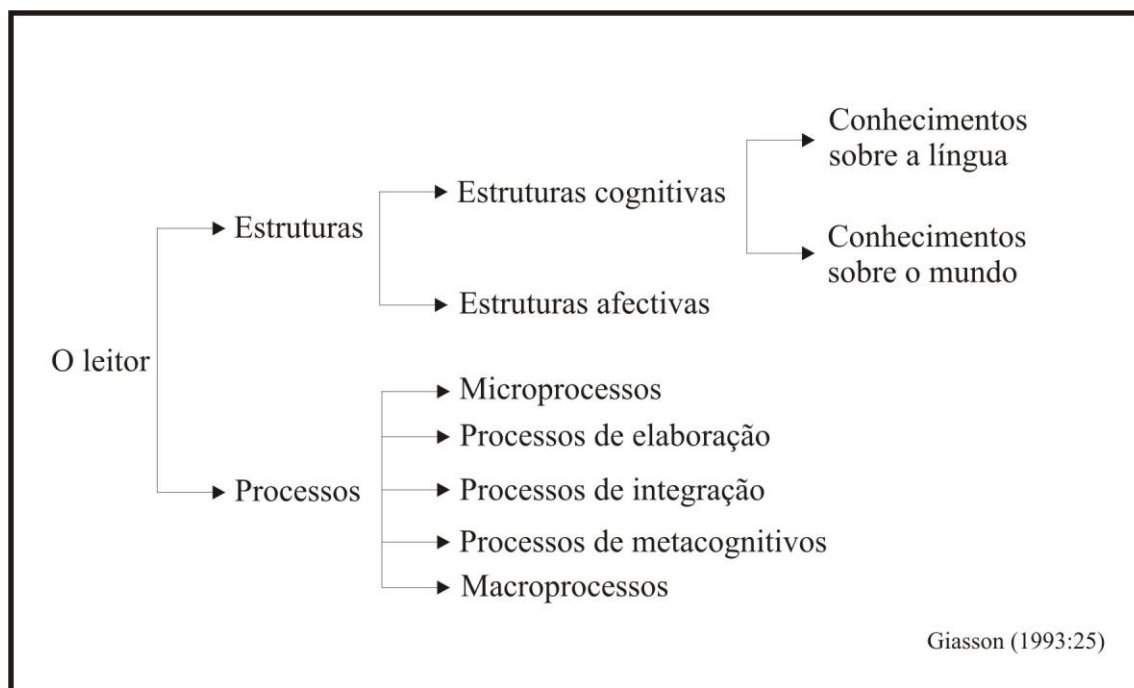 Conhecimentos
sobre a língua
Estruturas cognitivas
Conhecimentos
sobre o mundo
Estruturas
Estruturas afectivas
O leitor
Microprocessos
Processos de elaboração
Processos
Processos de integração
Processos de metacognitivos
Macroprocessos
Giasson (1993:25)